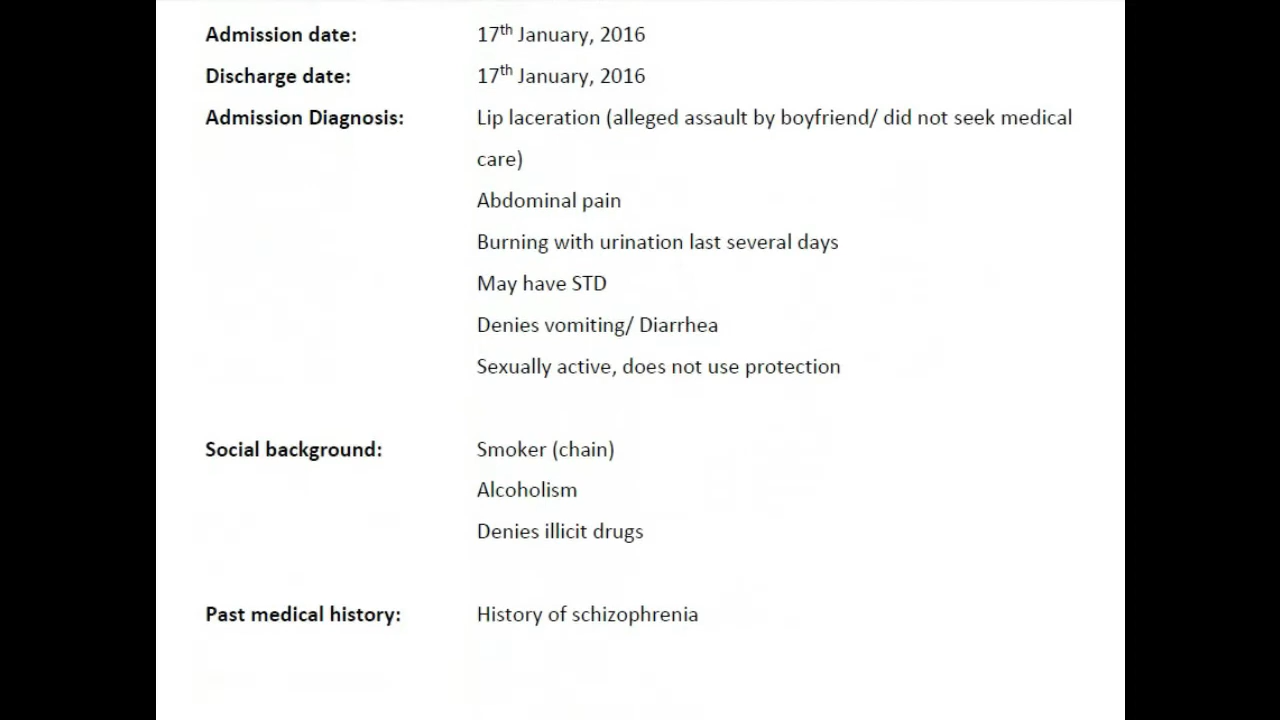 Admission date: 17th January, 2016
Discharge date: 17th January, 2016
Admission Diagnosis: Lip laceration (alleged assault by boyfriend/ did not seek medical
care)
Abdominal pain
Burning with urination last several days
May have STD
Denies vomiting/ Diarrhea
Sexually active, does not use protection
Social background: Smoker (chain)
Alcoholism
Denies illicit drugs
Past medical history: History of schizophrenia